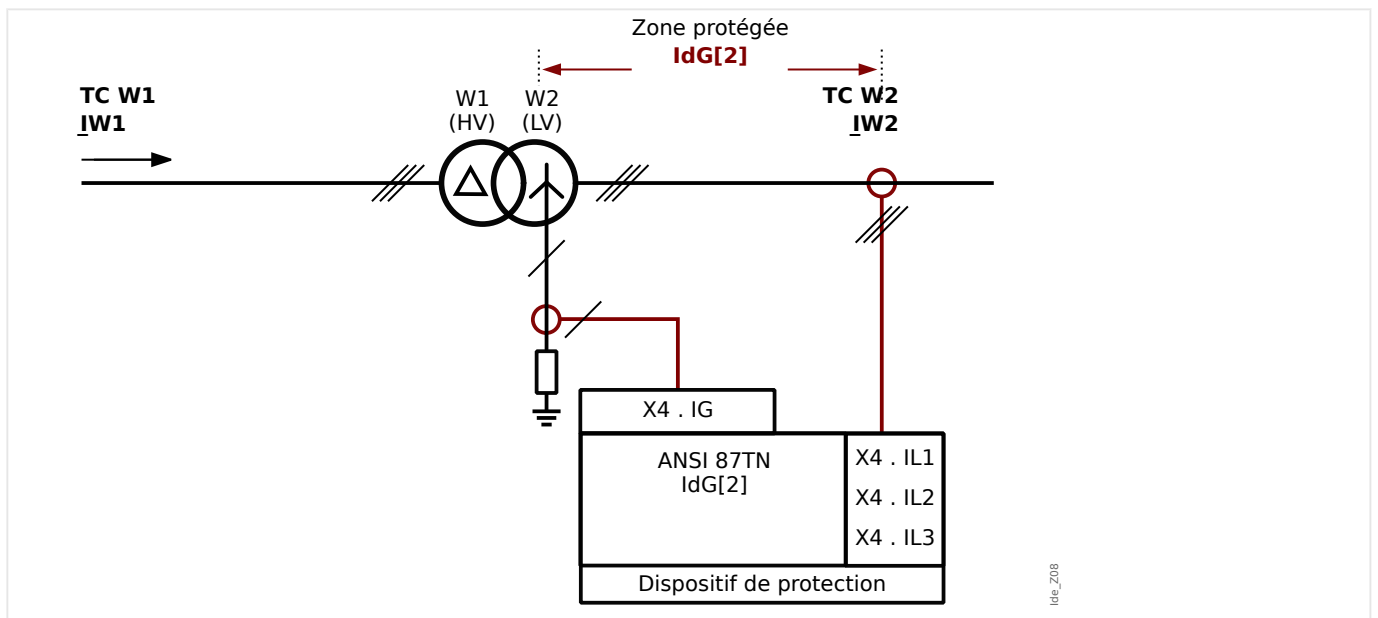 Zone protégée
IdG[2]
TC W1
IW1
W1
(HV)
W2
(LV)
TC W2
IW2
X4 . IG
ANSI 87TN
IdG[2]
X4 . IL1
X4 . IL2
X4 . IL3
Dispositif de protection
Ide_Z08